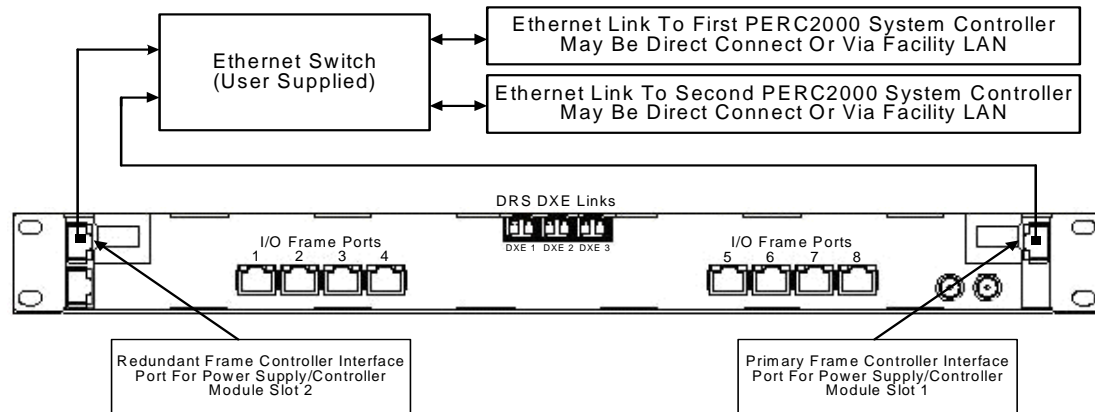 Ethernet Switch
(User Supplied)
Ethernet Link To First PERC2000 System Controller
May Be Direct Connect Or Via Facility LAN
Ethernet Link To Second PERC2000 System Controller
May Be Direct Connect Or Via Facility LAN
DRS DXE Links
DXE 1 DXE 2 DXE 3
I/O Frame Ports
1 2 3 4
I/O Frame Ports
5 6 7 8
Redundant Frame Controller Interface
Port For Power Supply/Controller
Module Slot 2
Primary Frame Controller Interface
Port For Power Supply/Controller
Module Slot 1